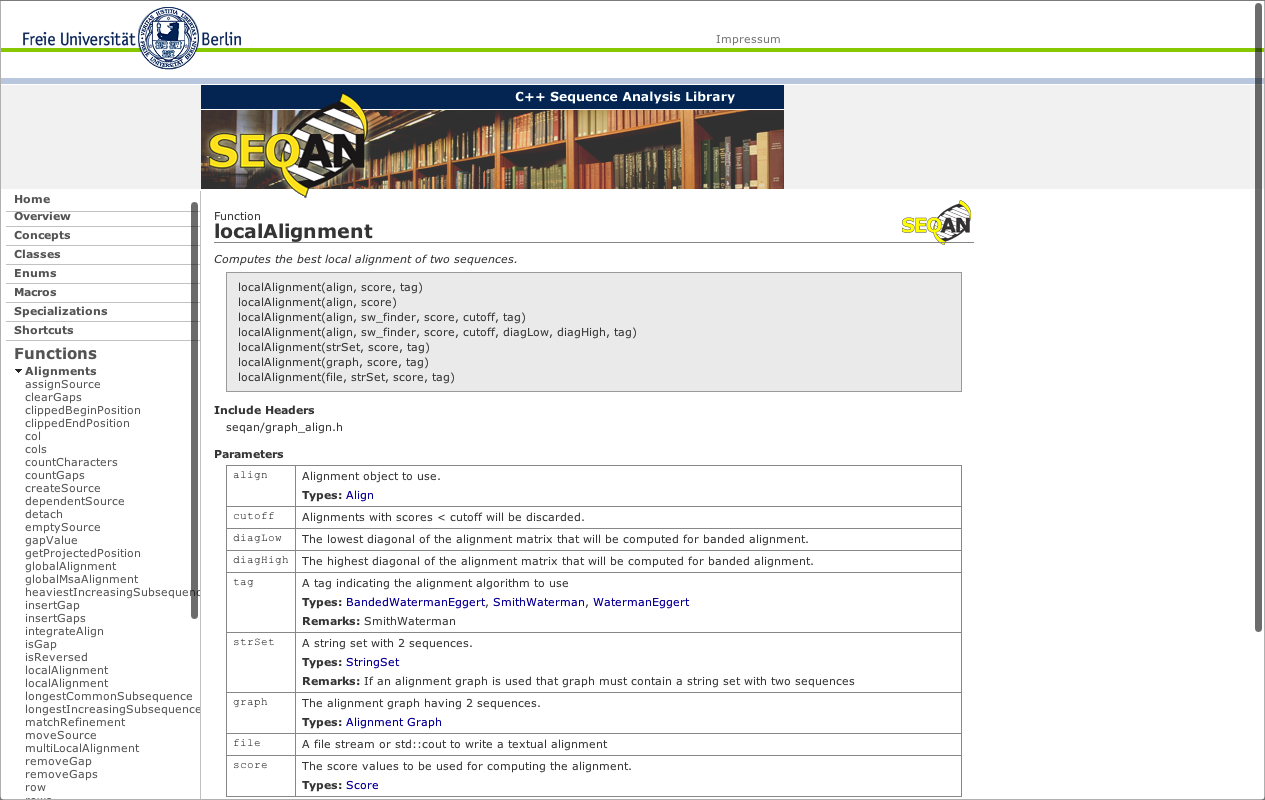 Freie Universität Berlin
Impressum
C++ Sequence Analysis Library
SEQAN
Home
Overview
Concepts
Classes
Enums
Macros
Specializations
Shortcuts
Functions
Alignments
assignSource
clearGaps
clippedBeginPosition
clippedEndPosition
col
cols
countCharacters
countGaps
createSource
dependentSource
detach
emptySource
gapValue
getProjectedPosition
globalAlignment
globalMsaAlignment
heaviestIncreasingSubsequenc
insertGap
insertGaps
integrateAlign
isGap
isReversed
localAlignment
localAlignment
longestCommonSubsequence
longestIncreasingSubsequence
matchRefinement
moveSource
multiLocalAlignment
removeGap
removeGaps
row
rows
Function
localAlignment
SEQAN
Computes the best local alignment of two sequences.
localAlignment(align, score, tag)
localAlignment(align, score)
localAlignment(align, sw_finder, score, cutoff, tag)
localAlignment(align, sw_finder, score, cutoff, diagLow, diagHigh, tag)
localAlignment(strSet, score, tag)
localAlignment(graph, score, tag)
localAlignment(file, strSet, score, tag)
Include Headers
seqan/graph_align.h
Parameters
align Alignment object to use.
Types: Align
cutoff Alignments with scores < cutoff will be discarded.
diagLow The lowest diagonal of the alignment matrix that will be computed for banded alignment.
diagHigh The highest diagonal of the alignment matrix that will be computed for banded alignment.
tag A tag indicating the alignment algorithm to use
Types: BandedWatermanEggert, SmithWaterman, WatermanEggert
Remarks: SmithWaterman
strSet A string set with 2 sequences.
Types: StringSet
Remarks: If an alignment graph is used that graph must contain a string set with two sequences
graph The alignment graph having 2 sequences.
Types: Alignment Graph
file A file stream or std::cout to write a textual alignment
score The score values to be used for computing the alignment.
Types: Score